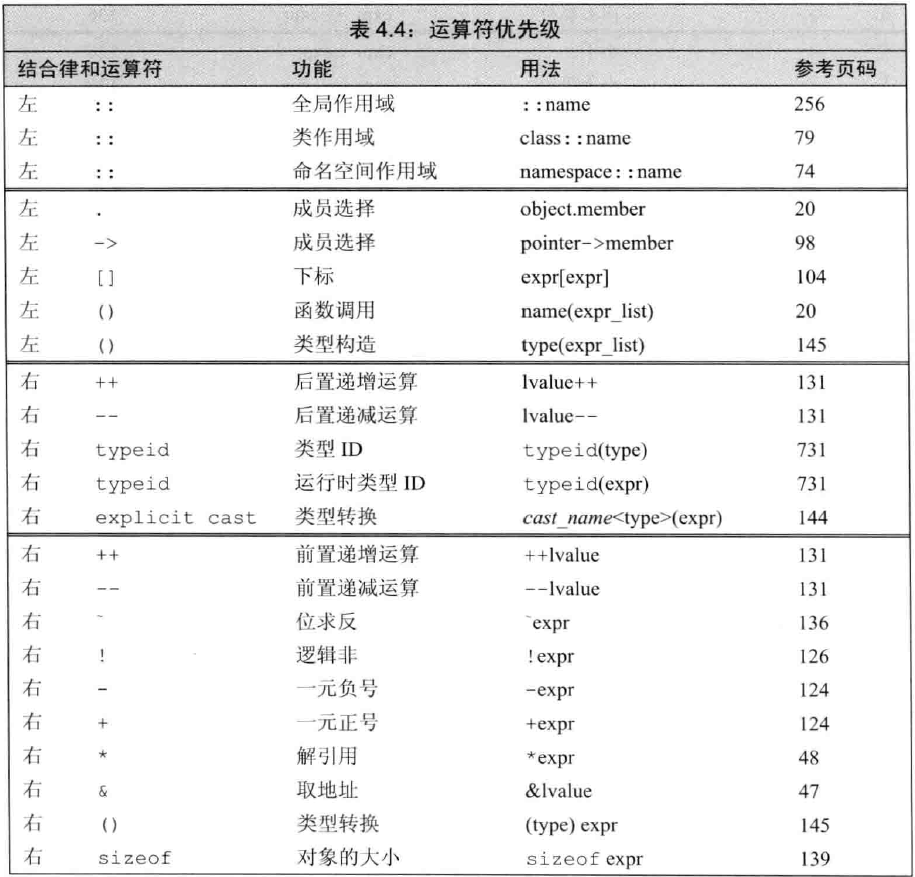 表 4.4：运算符优先级
结合律和运算符 功能 用法 参考页码
左 :: 全局作用域 ::name 256
左 :: 类作用域 class::name 79
左 :: 命名空间作用域 namespace::name 74
左 . 成员选择 object.member 20
左 -> 成员选择 pointer->member 98
左 [] 下标 expr[expr] 104
左 () 函数调用 name(expr_list) 20
左 () 类型构造 type(expr_list) 145
右 ++ 后置递增运算 lvalue++ 131
右 -- 后置递减运算 lvalue-- 131
右 typeid 类型 ID typeid(type) 731
右 typeid 运行时类型 ID typeid(expr) 731
右 explicit cast 类型转换 cast_name<type>(expr) 144
右 ++ 前置递增运算 ++lvalue 131
右 -- 前置递减运算 --lvalue 131
右 ~ 位求反 ~expr 136
右 ! 逻辑非 !expr 126
右 - 一元负号 -expr 124
右 + 一元正号 +expr 124
右 * 解引用 *expr 48
右 & 取地址 &lvalue 47
右 () 类型转换 (type) expr 145
右 sizeof 对象的大小 sizeof expr 139